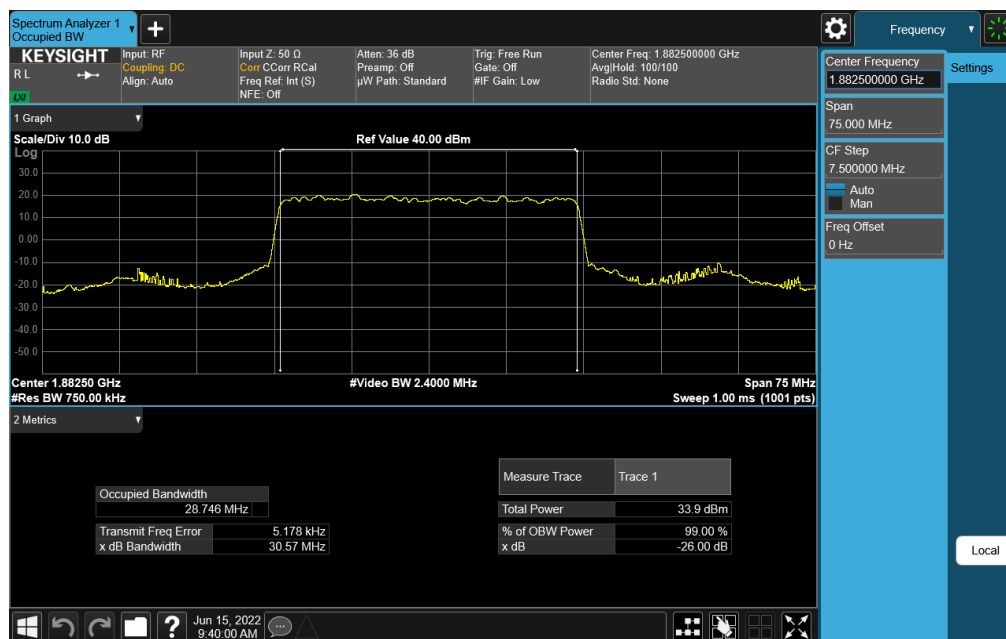 Spectrum Analyzer 1
Occupied BW
Frequency
KEYSIGHT
R L
LXI
Input: RF
Coupling: DC
Align: Auto
Input Z: 50 Ω
Corr CCorr RCal
Freq Ref: Int (S)
NFE: Off
Atten: 36 dB
Preamp: Off
µW Path: Standard
Trig: Free Run
Gate: Off
#IF Gain: Low
Center Freq: 1.882500000 GHz
Avg|Hold: 100/100
Radio Std: None
Center Frequency
1.882500000 GHz
Settings
Span
75.000 MHz
CF Step
7.500000 MHz
Auto
Man
Freq Offset
0 Hz
1 Graph
Scale/Div 10.0 dB
Ref Value 40.00 dBm
Log
30.0
20.0
10.0
0.00
-10.0
-20.0
-30.0
-40.0
-50.0
Center 1.88250 GHz
#Video BW 2.4000 MHz
Span 75 MHz
#Res BW 750.00 kHz
Sweep 1.00 ms (1001 pts)
2 Metrics
Measure Trace
Trace 1
Occupied Bandwidth
28.746 MHz
Total Power
33.9 dBm
Transmit Freq Error
5.178 kHz
% of OBW Power
99.00 %
x dB Bandwidth
30.57 MHz
x dB
-26.00 dB
Local
?
Jun 15, 2022
9:40:00 AM